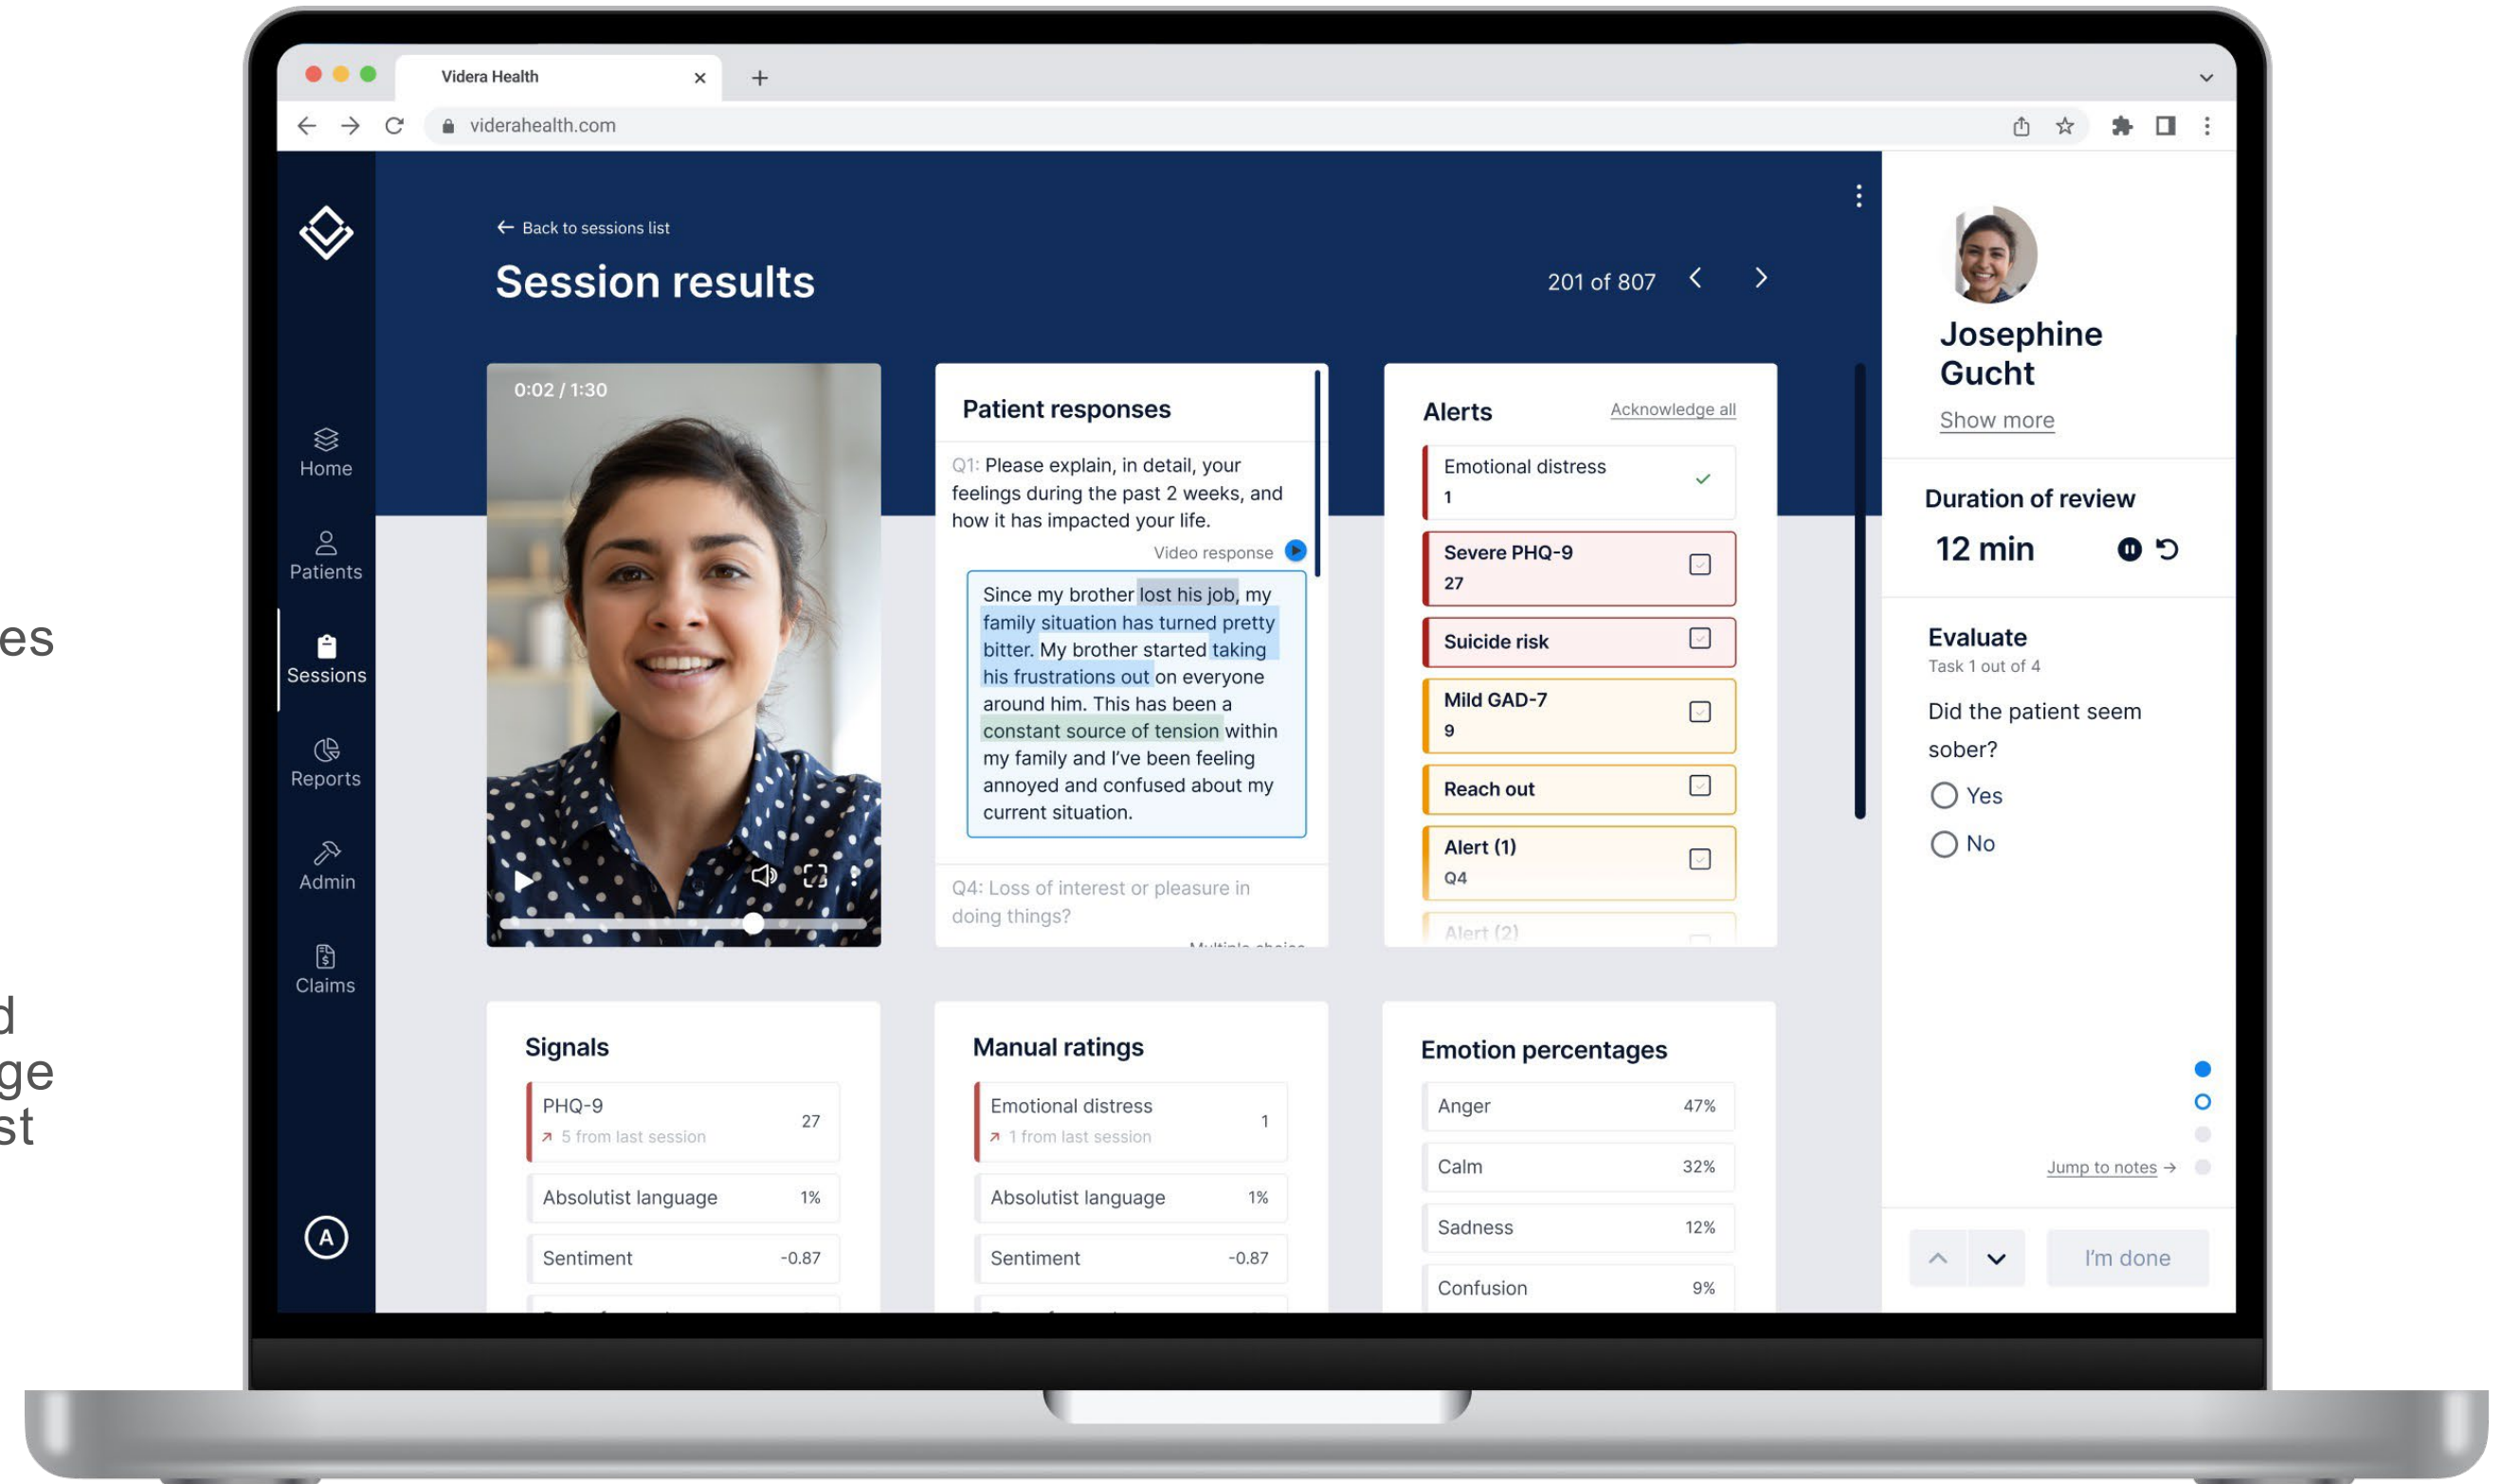 es
d
ge
st
Videra Health
viderahealth.com
Home
Patients
Sessions
Reports
Admin
Claims
A
Back to sessions list
Session results
201 of 807
0:02 / 1:30
Patient responses
Q1: Please explain, in detail, your
feelings during the past 2 weeks, and
how it has impacted your life.
Video response
Since my brother lost his job, my
family situation has turned pretty
bitter. My brother started taking
his frustrations out on everyone
around him. This has been a
constant source of tension within
my family and I've been feeling
annoyed and confused about my
current situation.
Q4: Loss of interest or pleasure in
doing things?
Multiple choice
Alerts
Acknowledge all
Emotional distress
1
Severe PHQ-9
27
Suicide risk
Mild GAD-7
9
Reach out
Alert (1)
Q4
Alert (2)
Signals
PHQ-9
27
5 from last session
Absolutist language 1%
Sentiment -0.87
Manual ratings
Emotional distress
1
1 from last session
Absolutist language 1%
Sentiment -0.87
Emotion percentages
Anger 47%
Calm 32%
Sadness 12%
Confusion 9%
Josephine
Gucht
Show more
Duration of review
12 min
Evaluate
Task 1 out of 4
Did the patient seem
sober?
Yes
No
Jump to notes →
I'm done